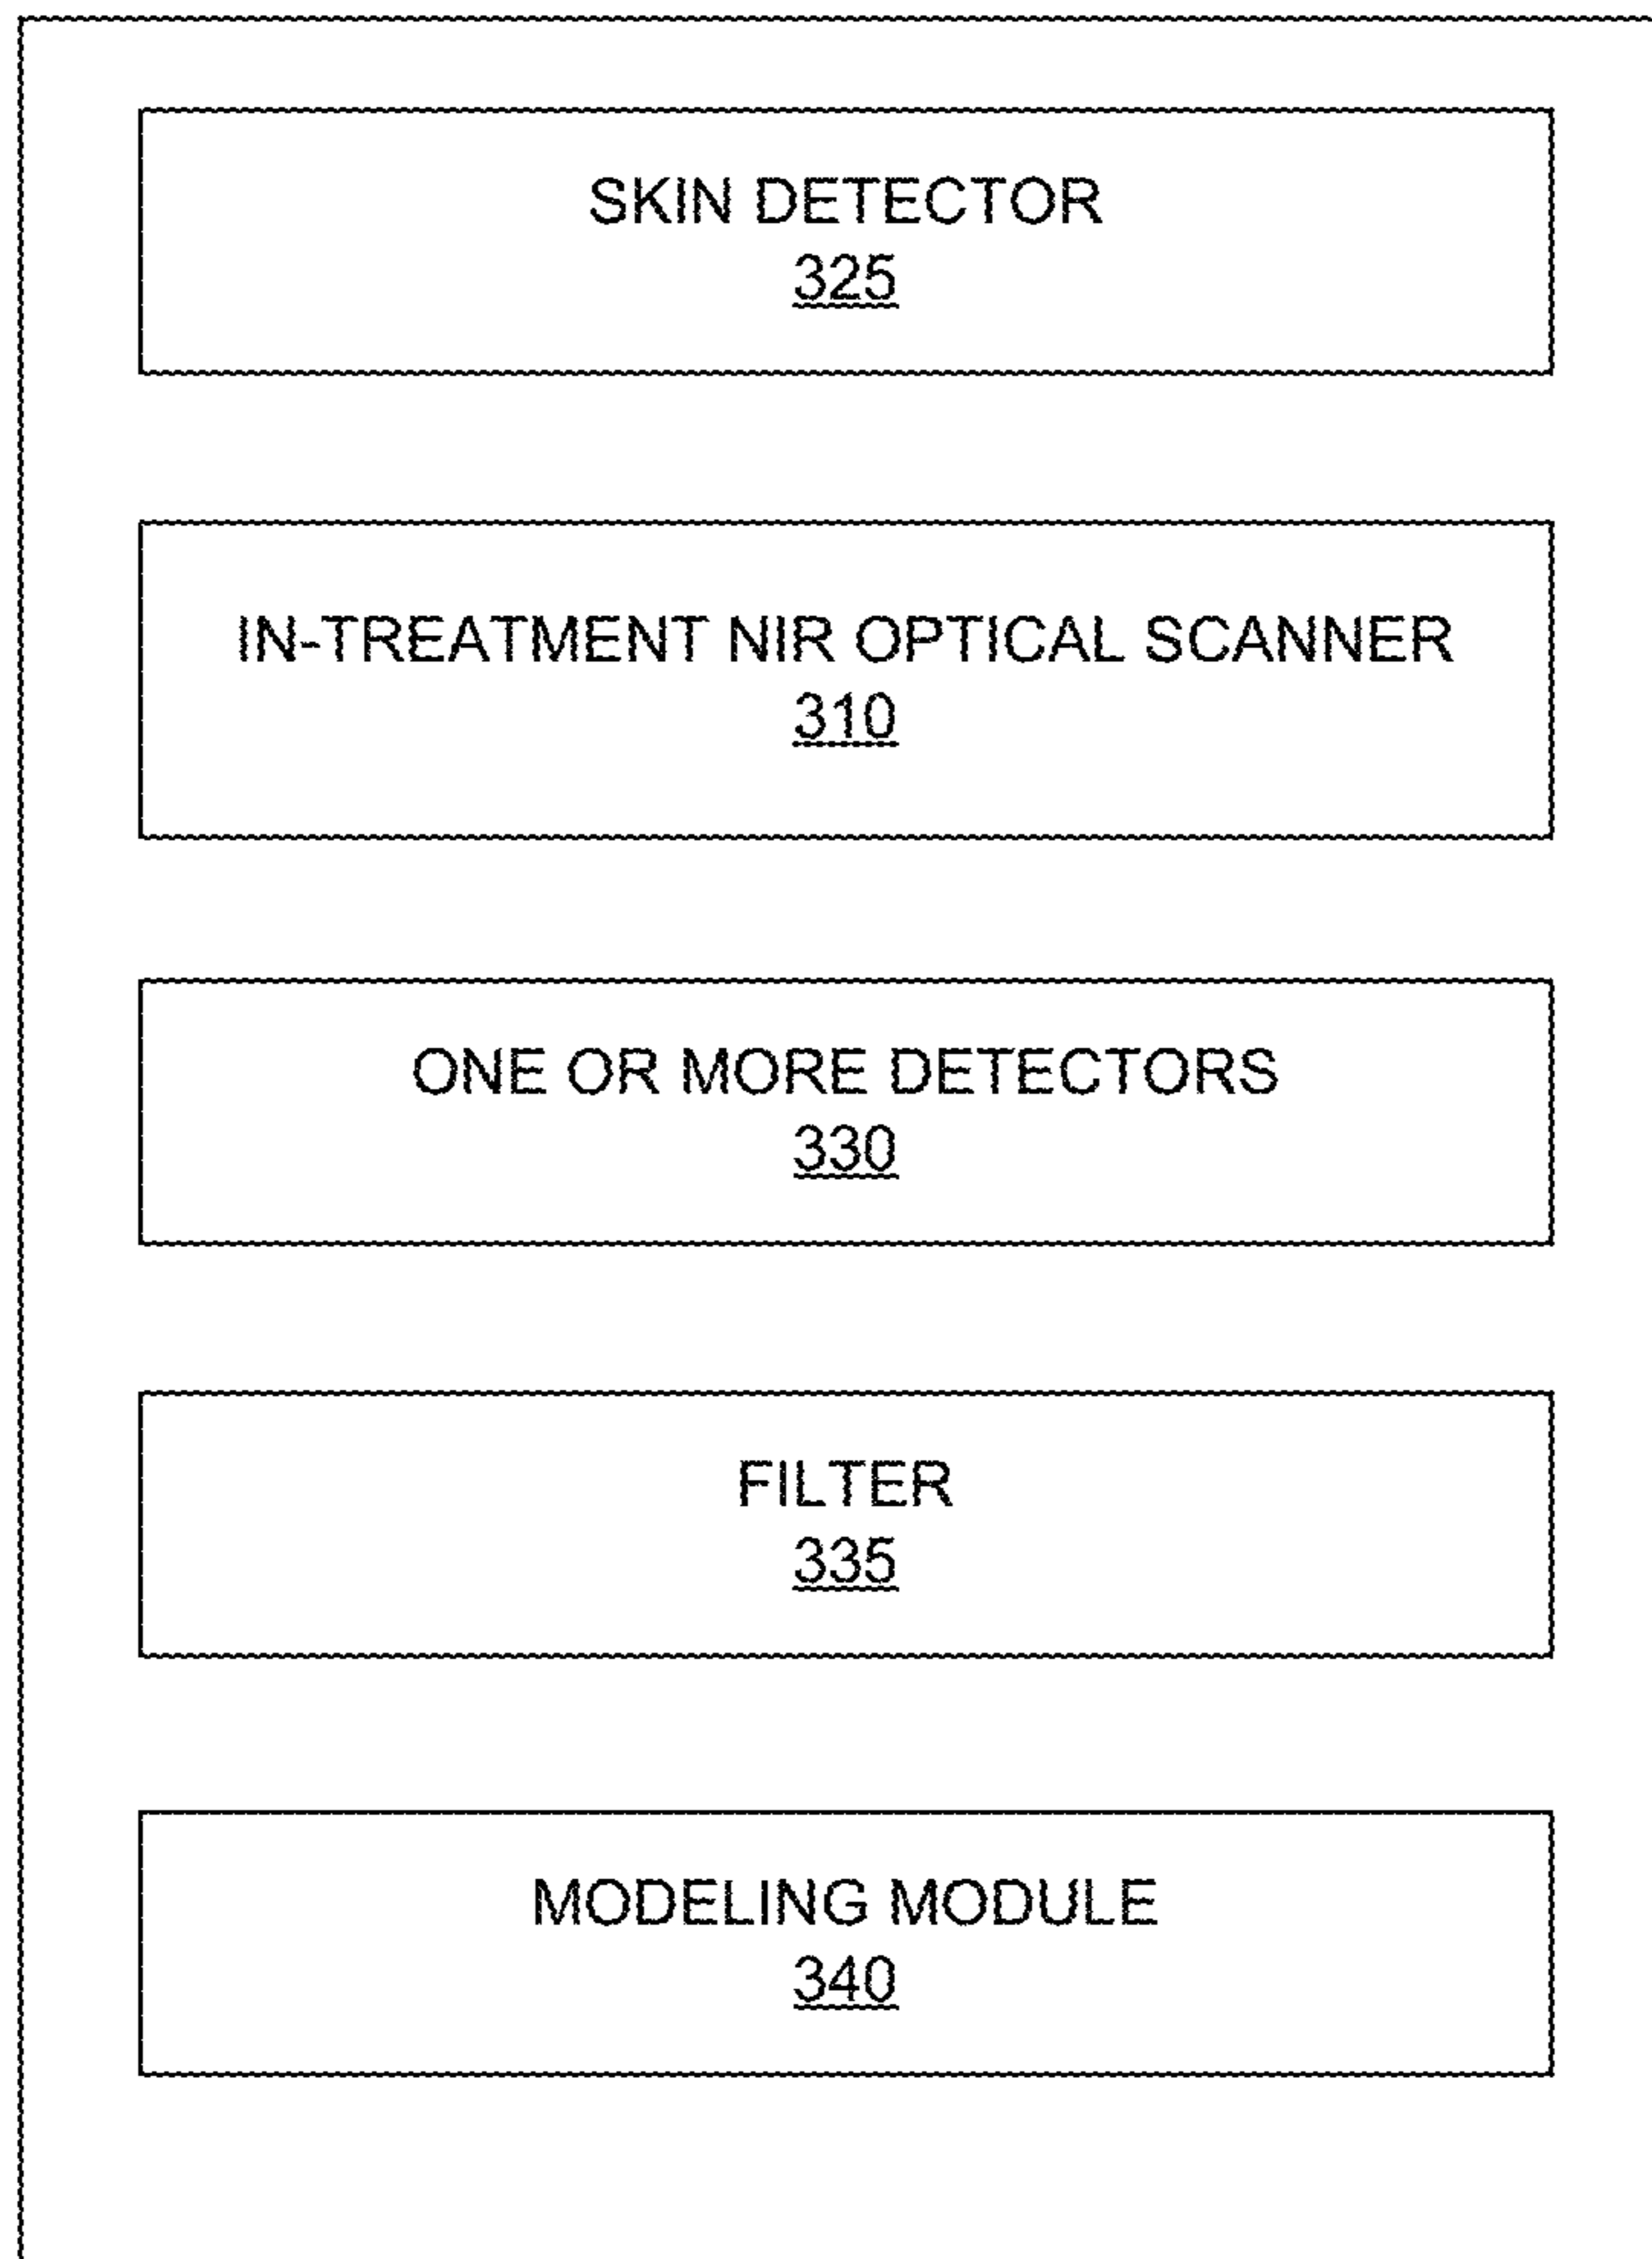 SKIN DETECTOR
325
IN-TREATMENT NIR OPTICAL SCANNER
310
ONE OR MORE DETECTORS
330
FILTER
335
MODELING MODULE
340